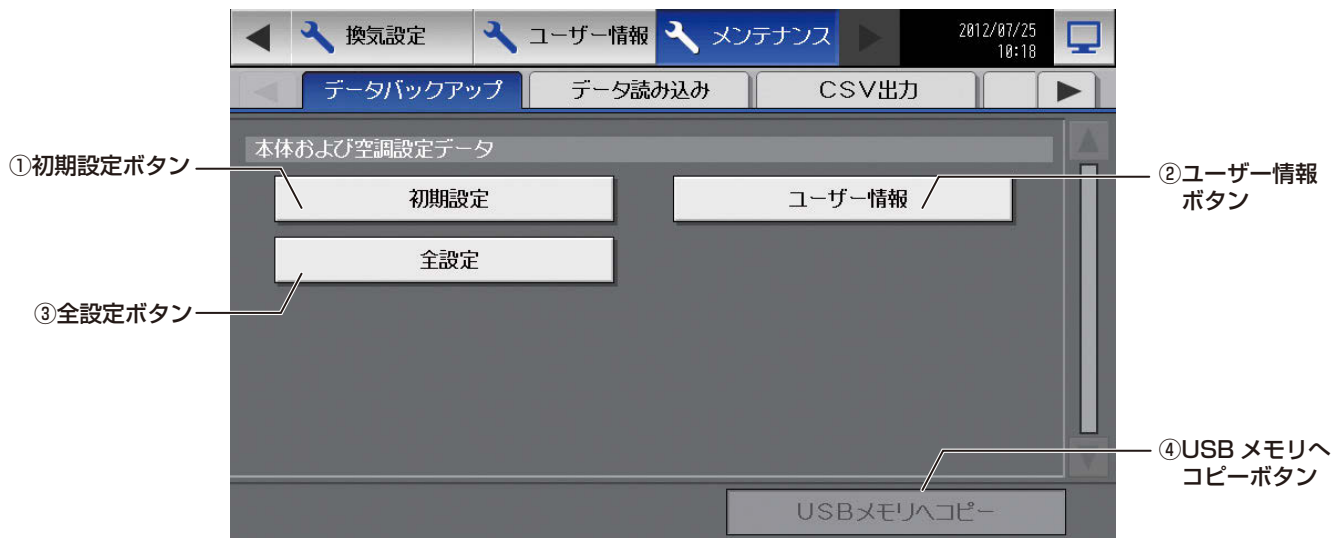 換気設定
ユーザー情報
メンテナンス
2012/07/25
10:18
データバックアップ
データ読み込み
CSV出力
本体および空調設定データ
①初期設定ボタン
初期設定
ユーザー情報
②ユーザー情報
ボタン
全設定
③全設定ボタン
④USB メモリへ
コピーボタン
USBメモリへコピー